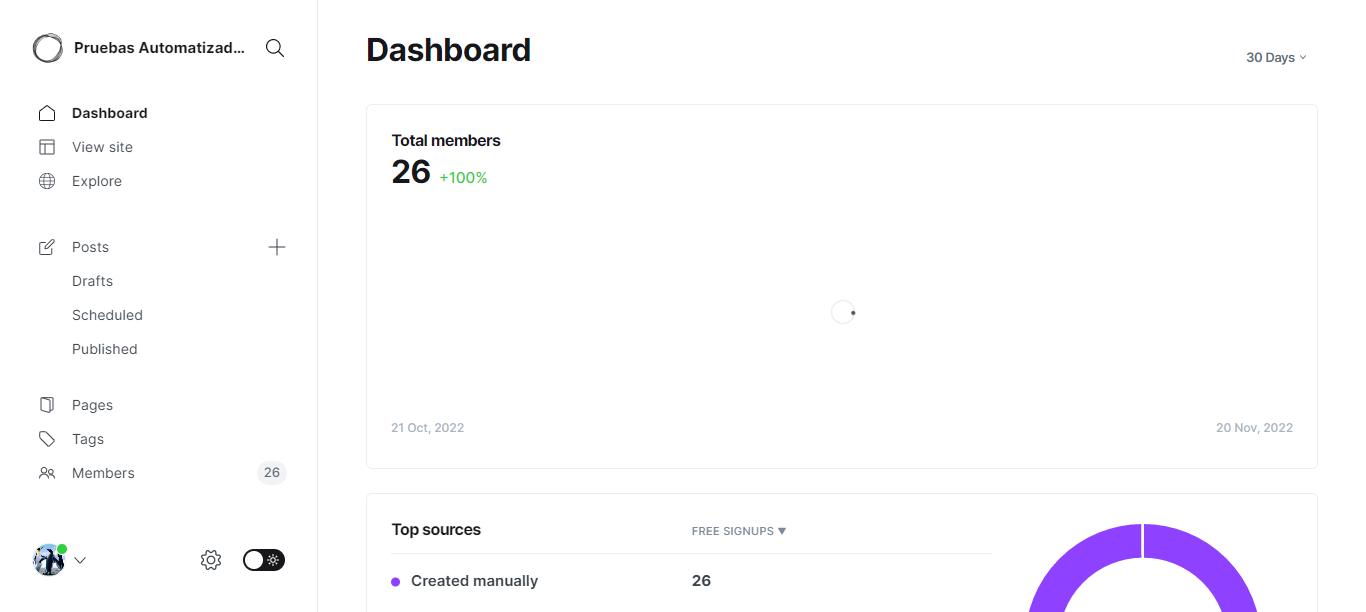 Pruebas Automatizad...
Dashboard
View site
Explore
Posts
Drafts
Scheduled
Published
Pages
Tags
Members 26
Dashboard
30 Days
Total members
26 +100%
21 Oct, 2022 20 Nov, 2022
Top sources FREE SIGNUPS
Created manually 26